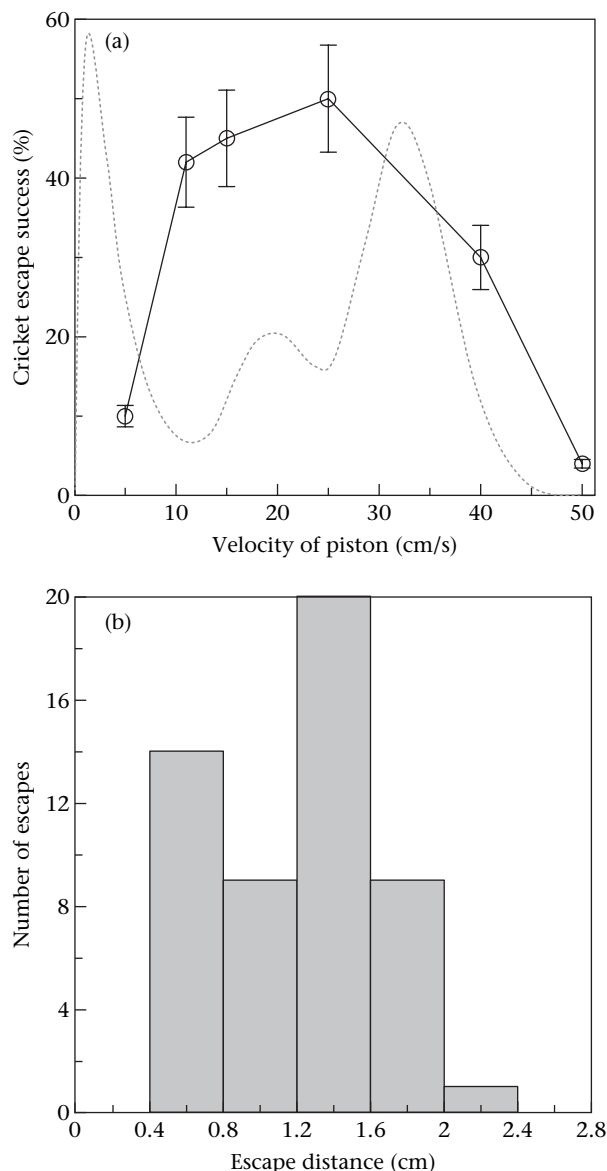 60
(a)
40
20
0
Cricket escape success (%)
0 10 20 30 40 50
Velocity of piston (cm/s)
20
(b)
16
12
8
4
0
Number of escapes
0 0.4 0.8 1.2 1.6 2 2.4 2.8
Escape distance (cm)